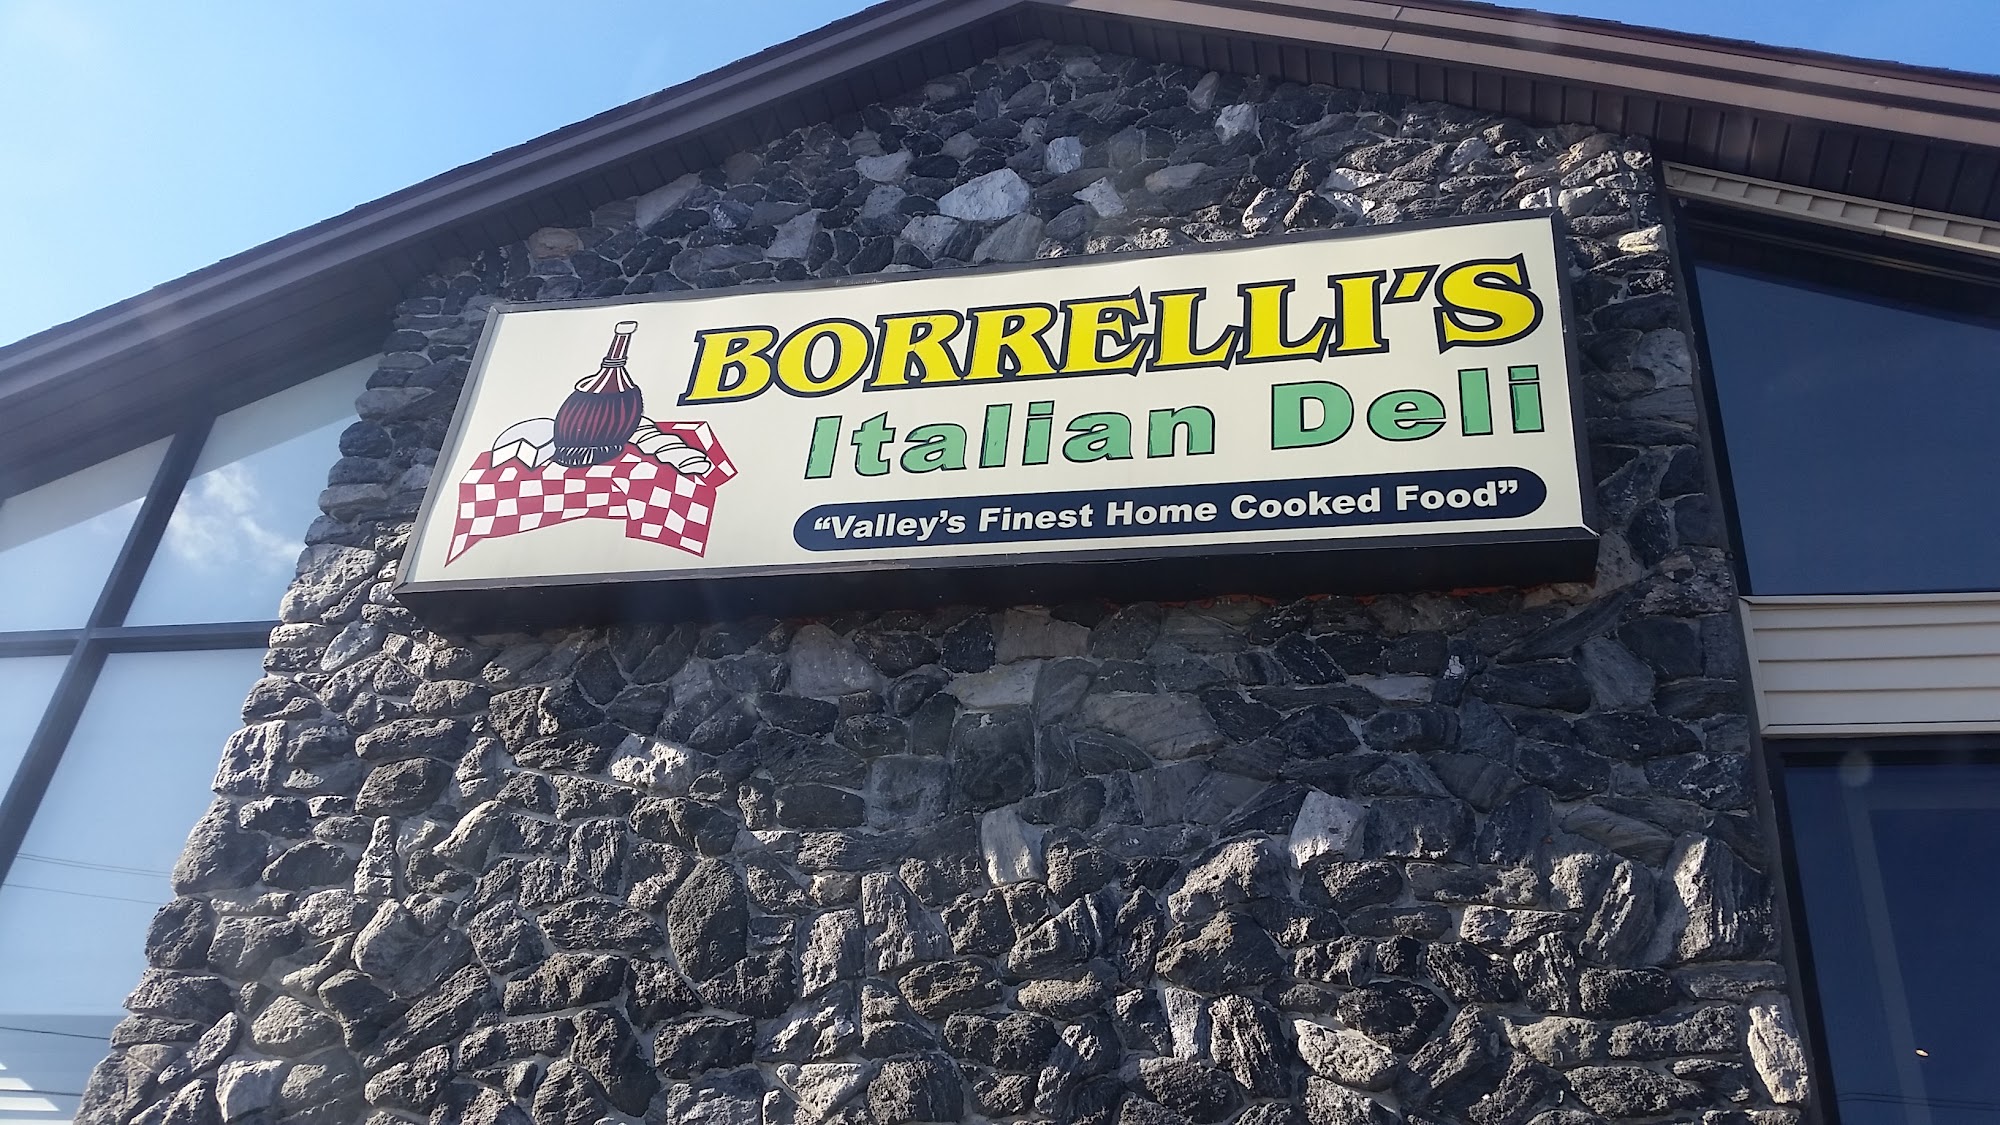 BORRELLI'S
Italian Deli
“Valley's Finest Home Cooked Food”